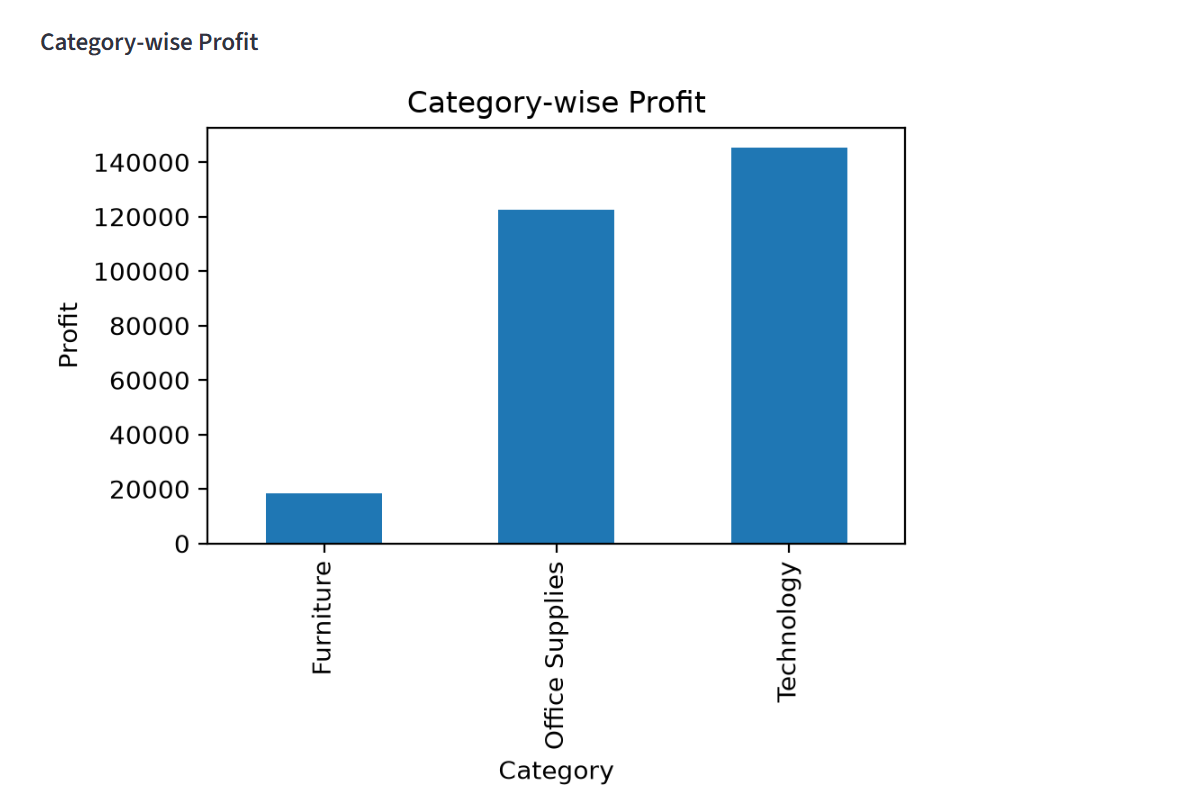 Category-wise Profit
Category-wise Profit
Profit
140000
120000
100000
80000
60000
40000
20000
0
Furniture
Office Supplies
Technology
Category